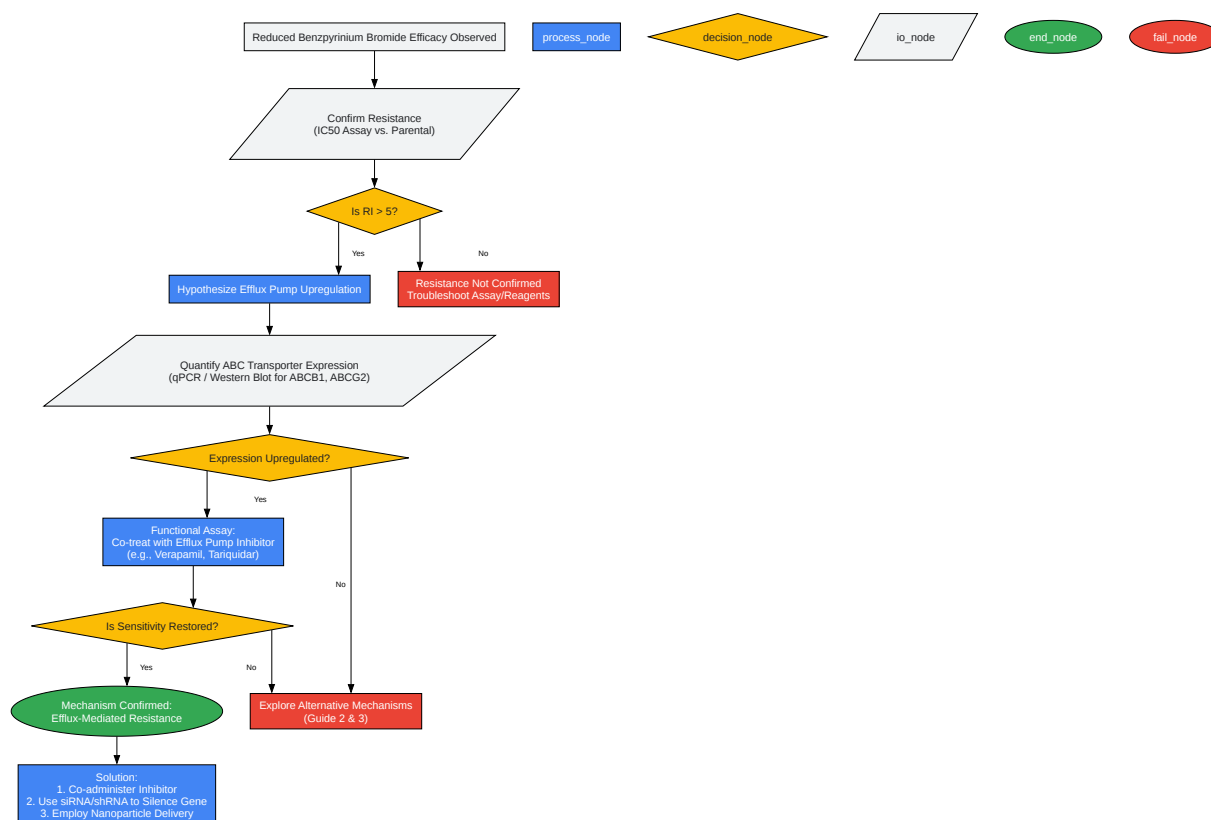 Reduced Benzpyrinium Bromide Efficacy Observed
process_node
decision_node
io_node
end_node
fail_node
Confirm Resistance
(IC50 Assay vs. Parental)
Is RI > 5?
Yes
No
Hypothesize Efflux Pump Upregulation
Resistance Not Confirmed
Troubleshoot Assay/Reagents
Quantify ABC Transporter Expression
(qPCR / Western Blot for ABCB1, ABCG2)
Expression Upregulated?
Yes
Functional Assay:
Co-treat with Efflux Pump Inhibitor
(e.g., Verapamil, Tariquidar)
No
Is Sensitivity Restored?
Yes
No
Mechanism Confirmed:
Efflux-Mediated Resistance
Explore Alternative Mechanisms
(Guide 2 & 3)
Solution:
1. Co-administer Inhibitor
2. Use siRNA/shRNA to Silence Gene
3. Employ Nanoparticle Delivery